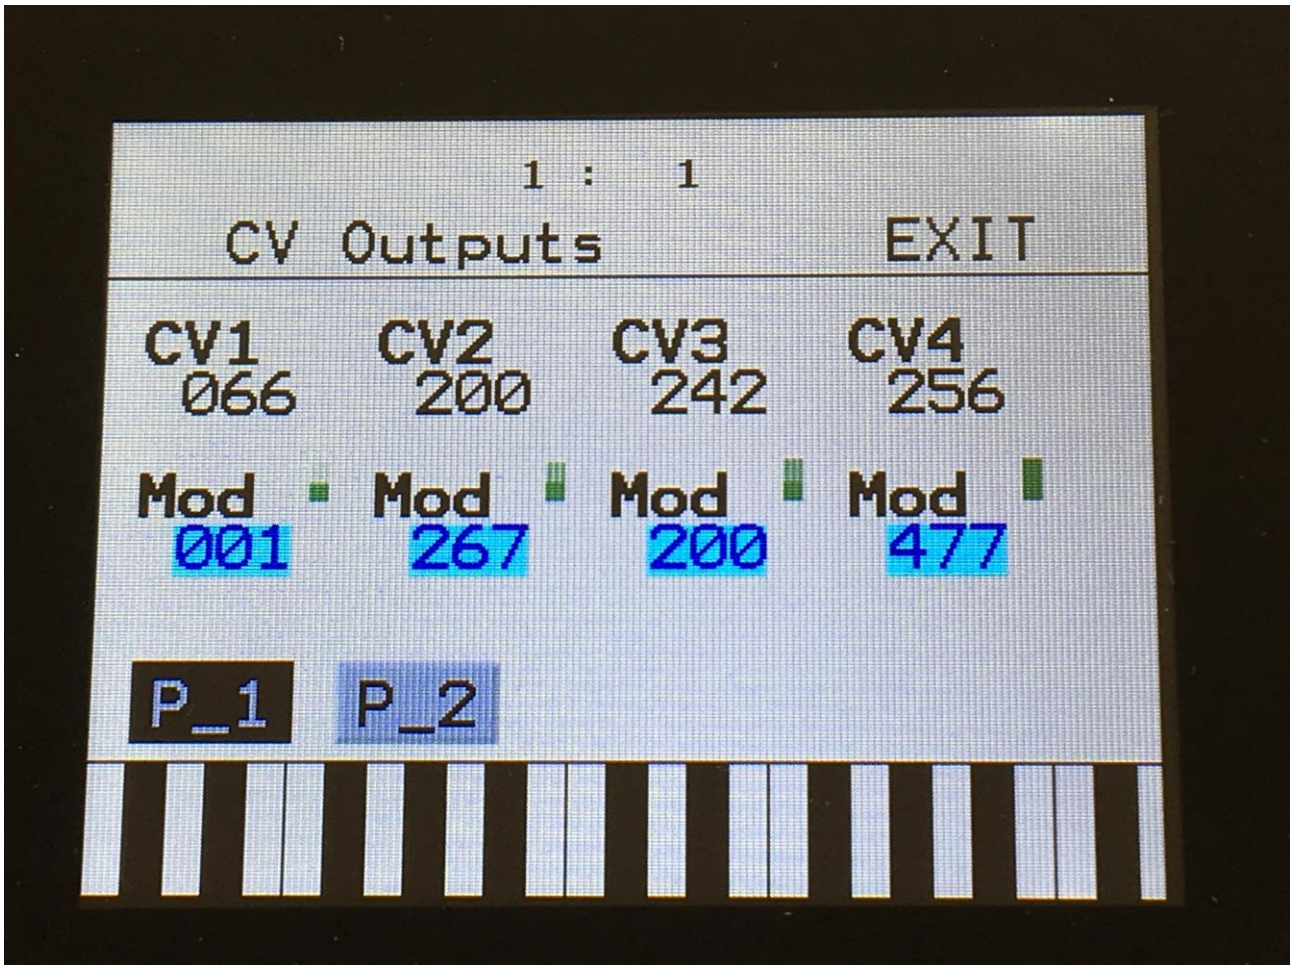 1 : 1
CV Outputs EXIT
CV1 CV2 CV3 CV4
066 200 242 256
Mod Mod Mod Mod
001 267 200 477
P_1 P_2